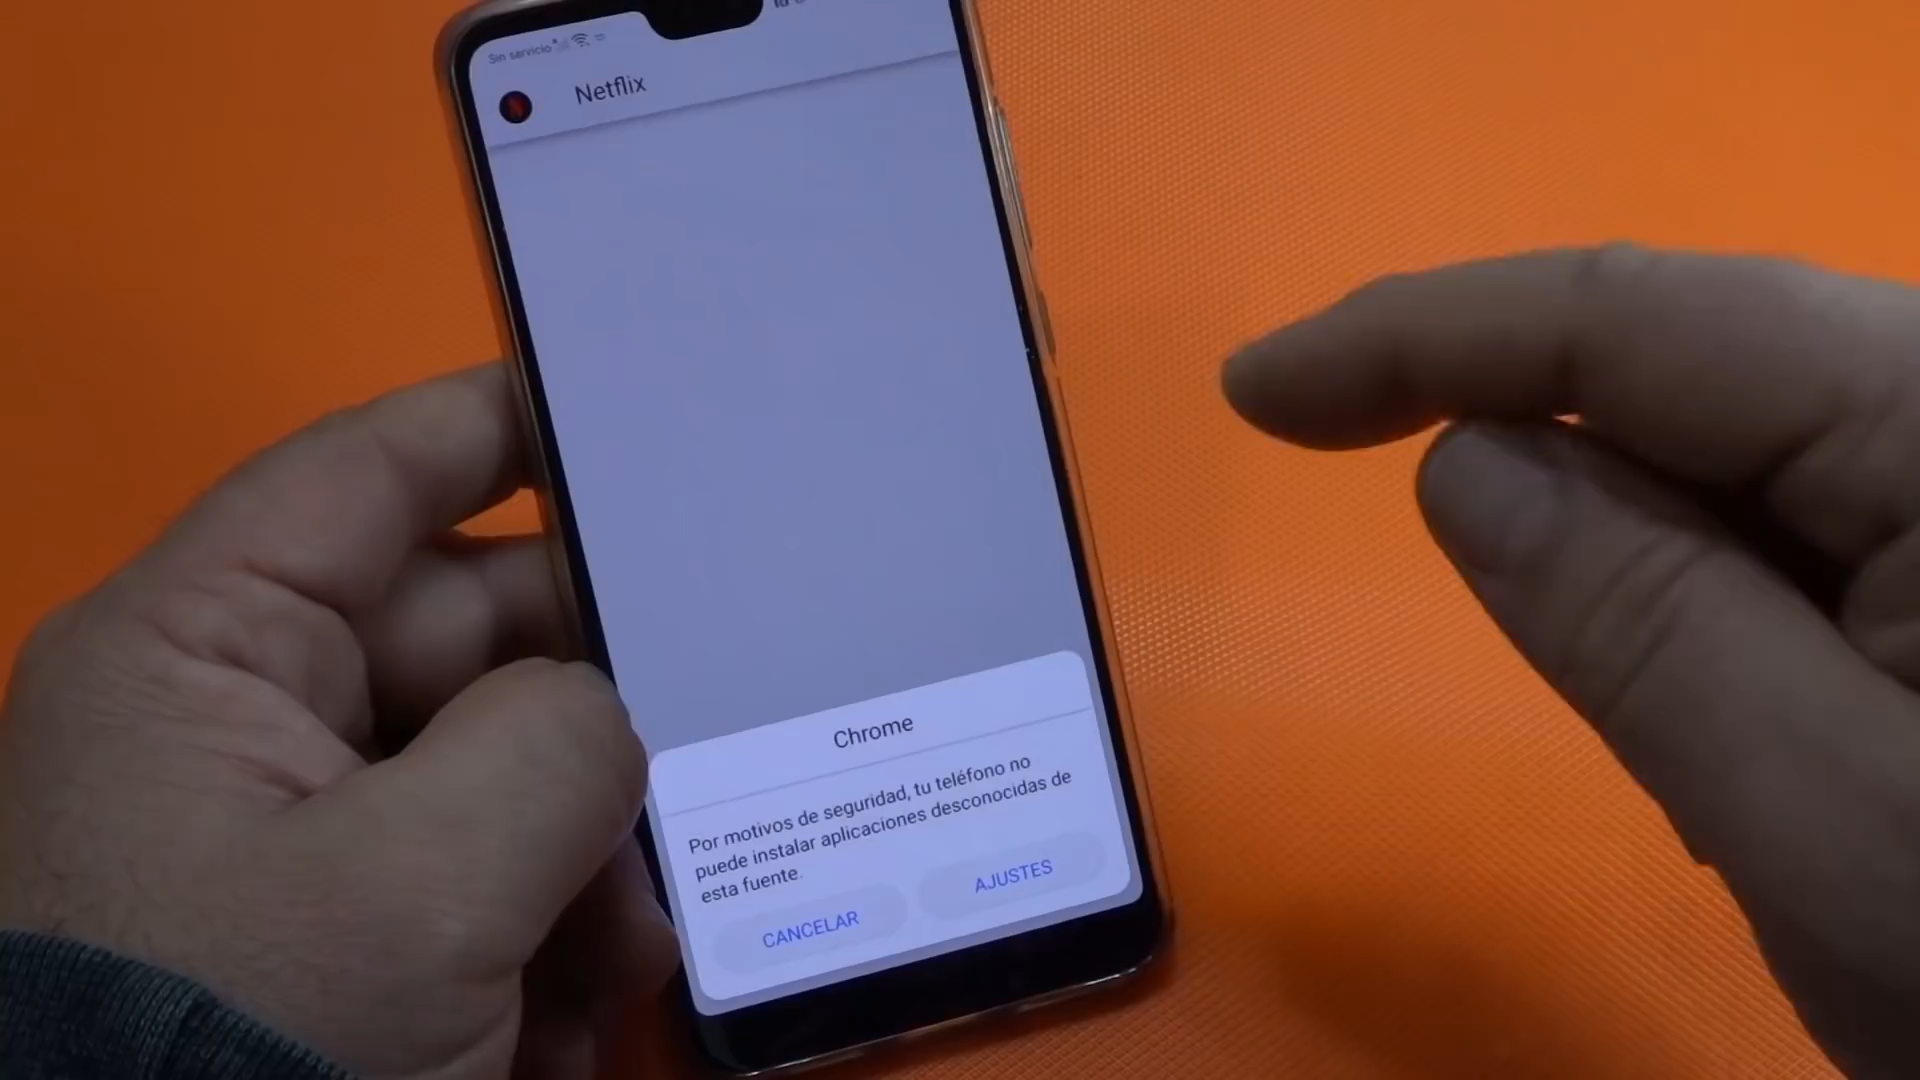 Sin servicio
Netflix
Chrome
Por motivos de seguridad, tu teléfono no
puede instalar aplicaciones desconocidas de
esta fuente.
CANCELAR
AJUSTES